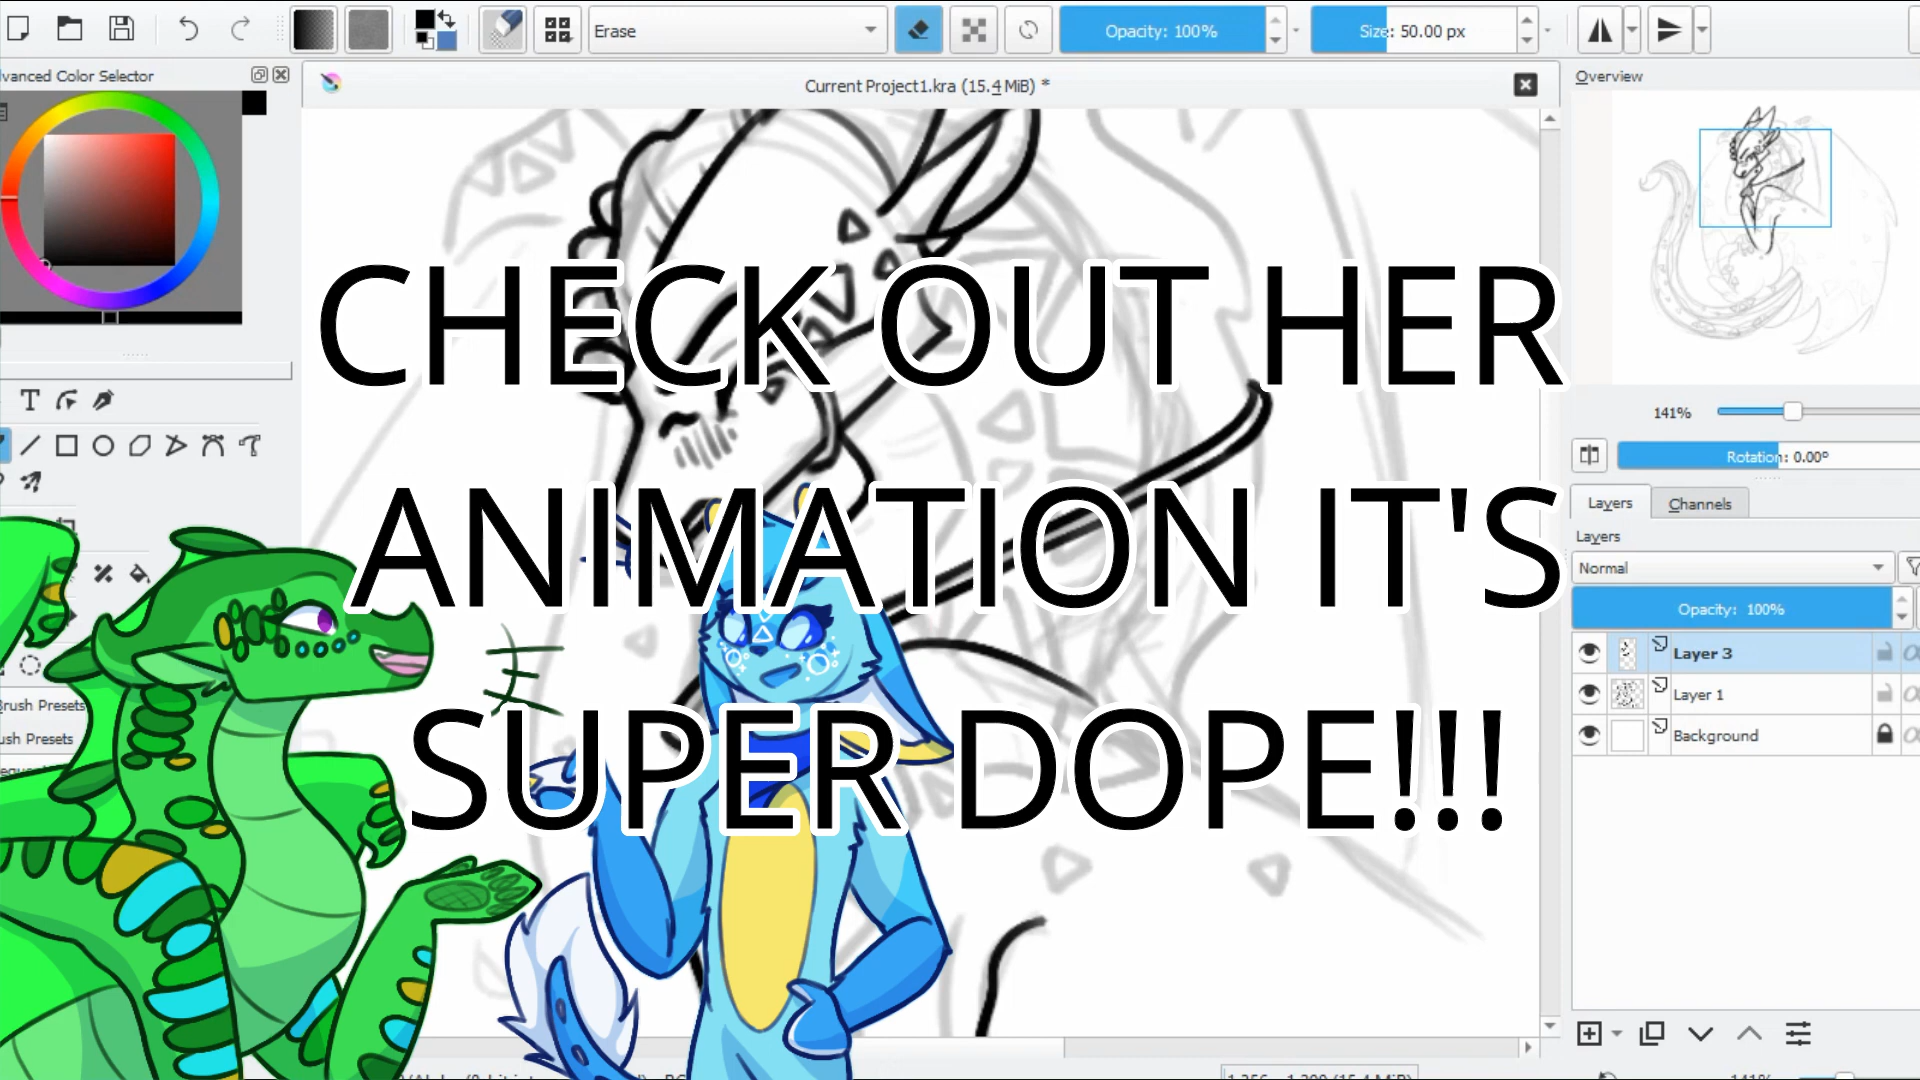 Erase
Opacity: 100%
Size: 50.00 px
vanced Color Selector
Current Project1.kra (15.4 MiB) *
Overview
CHECK OUT HER
ANIMATION IT'S
SUPER DOPE!!!
141%
Rotation: 0.00°
Layers
Channels
Layers
Normal
Opacity: 100%
Layer 3
Layer 1
Background
Brush Presets
ush Presets